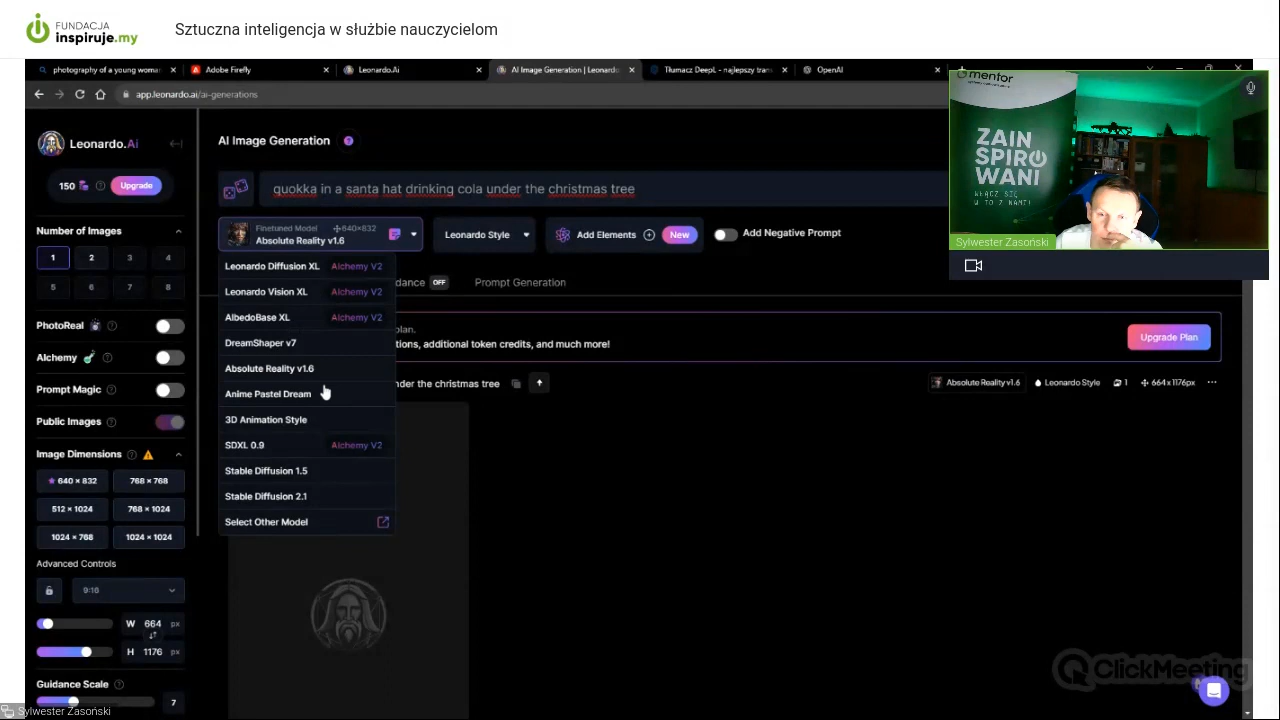 FUNDACJA
inspiruje.my
Sztuczna inteligencja w służbie nauczycielom
photography of a young woma
Adobe Firefly
Leonardo.Ai
AI Image Generation | Leonardo
Tłumacz DeepL - najlepszy tran
OpenAI
app.leonardo.ai/ai-generations
Leonardo.Ai
AI Image Generation
150
Upgrade
quokka in a santa hat drinking cola under the christmas tree
Number of Images
1
2
3
4
5
6
7
8
Finetuned Model
640×832
Absolute Reality v1.6
Leonardo Style
Add Elements
New
Add Negative Prompt
Leonardo Diffusion XL
Alchemy V2
Leonardo Vision XL
Alchemy V2
AlbedoBase XL
Alchemy V2
DreamShaper v7
Absolute Reality v1.6
Anime Pastel Dream
3D Animation Style
SDXL 0.9
Alchemy V2
Stable Diffusion 1.5
Stable Diffusion 2.1
Select Other Model
dance
OFF
Prompt Generation
plan.
tions, additional token credits, and much more!
Upgrade Plan
nder the christmas tree
Absolute Reality v1.6
Leonardo Style
1
664x1176px
PhotoReal
Alchemy
Prompt Magic
Public Images
Image Dimensions
640 × 832
768 × 768
512 × 1024
768 × 1024
1024 × 768
1024 × 1024
Advanced Controls
9:16
W 664 px
H 1176 px
Guidance Scale
7
mentor
ZAIN
SPIRO
WANI
WŁĄCZ SIĘ
W TO Z NAMI!
Sylwester Zasoński
ClickMeeting
Sylwester Zasoński